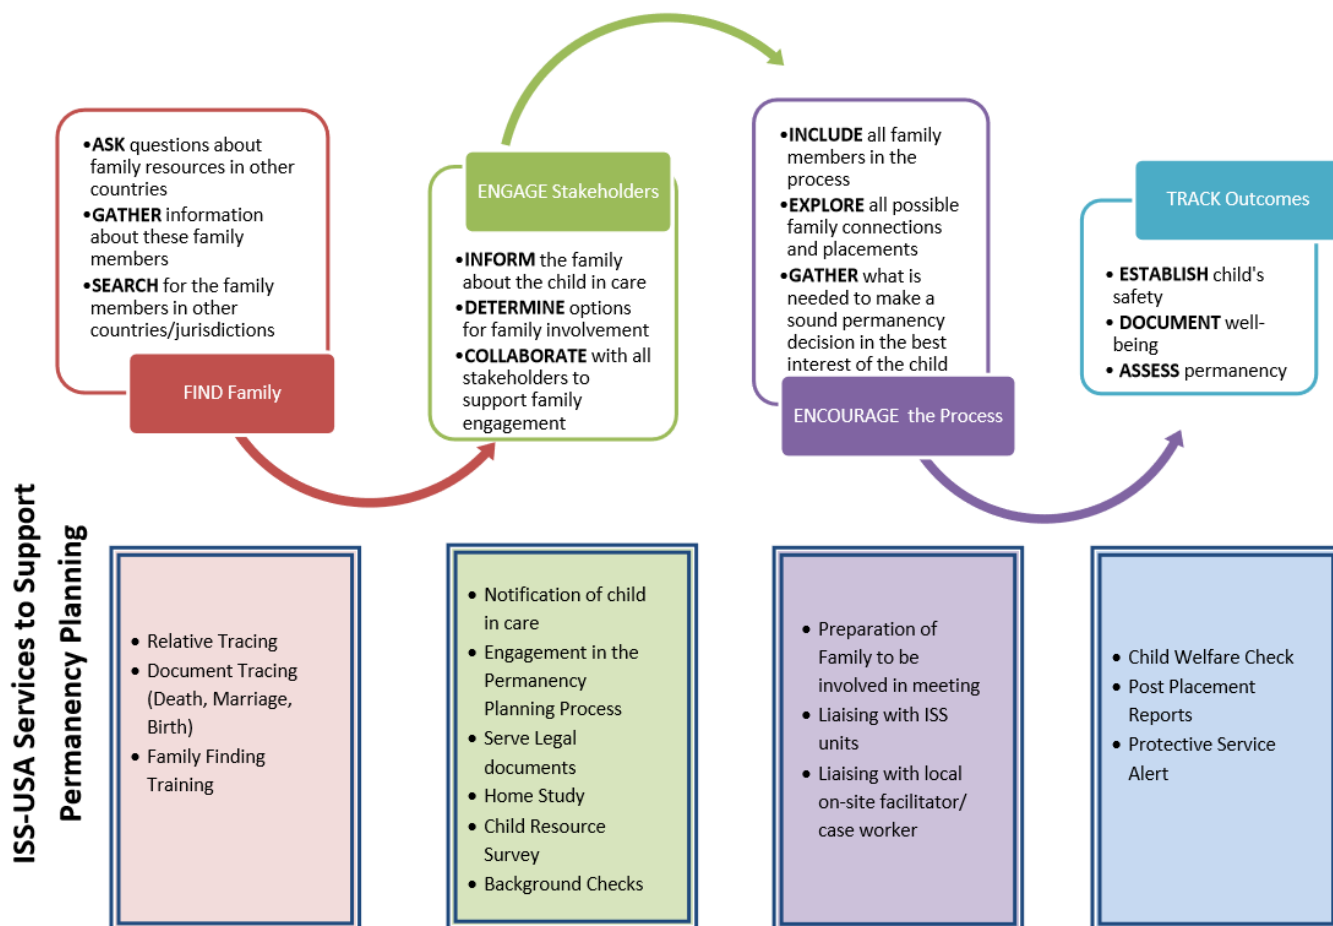 •ASK questions about
family resources in other
countries
•GATHER information
about these family
members
•SEARCH for the family
members in other
countries/jurisdictions
FIND Family
ENGAGE Stakeholders
•INFORM the family
about the child in care
•DETERMINE options
for family involvement
•COLLABORATE with all
stakeholders to
support family
engagement
•INCLUDE all family
members in the
process
•EXPLORE all possible
family connections
and placements
•GATHER what is
needed to make a
sound permanency
decision in the best
interest of the child
ENCOURAGE the Process
TRACK Outcomes
• ESTABLISH child's
safety
• DOCUMENT well-
being
• ASSESS permanency
ISS-USA Services to Support
Permanency Planning
• Relative Tracing
• Document Tracing
(Death, Marriage,
Birth)
• Family Finding
Training
• Notification of child
in care
• Engagement in the
Permanency
Planning Process
• Serve Legal
documents
• Home Study
• Child Resource
Survey
• Background Checks
• Preparation of
Family to be
involved in meeting
• Liaising with ISS
units
• Liaising with local
on-site facilitator/
case worker
• Child Welfare Check
• Post Placement
Reports
• Protective Service
Alert